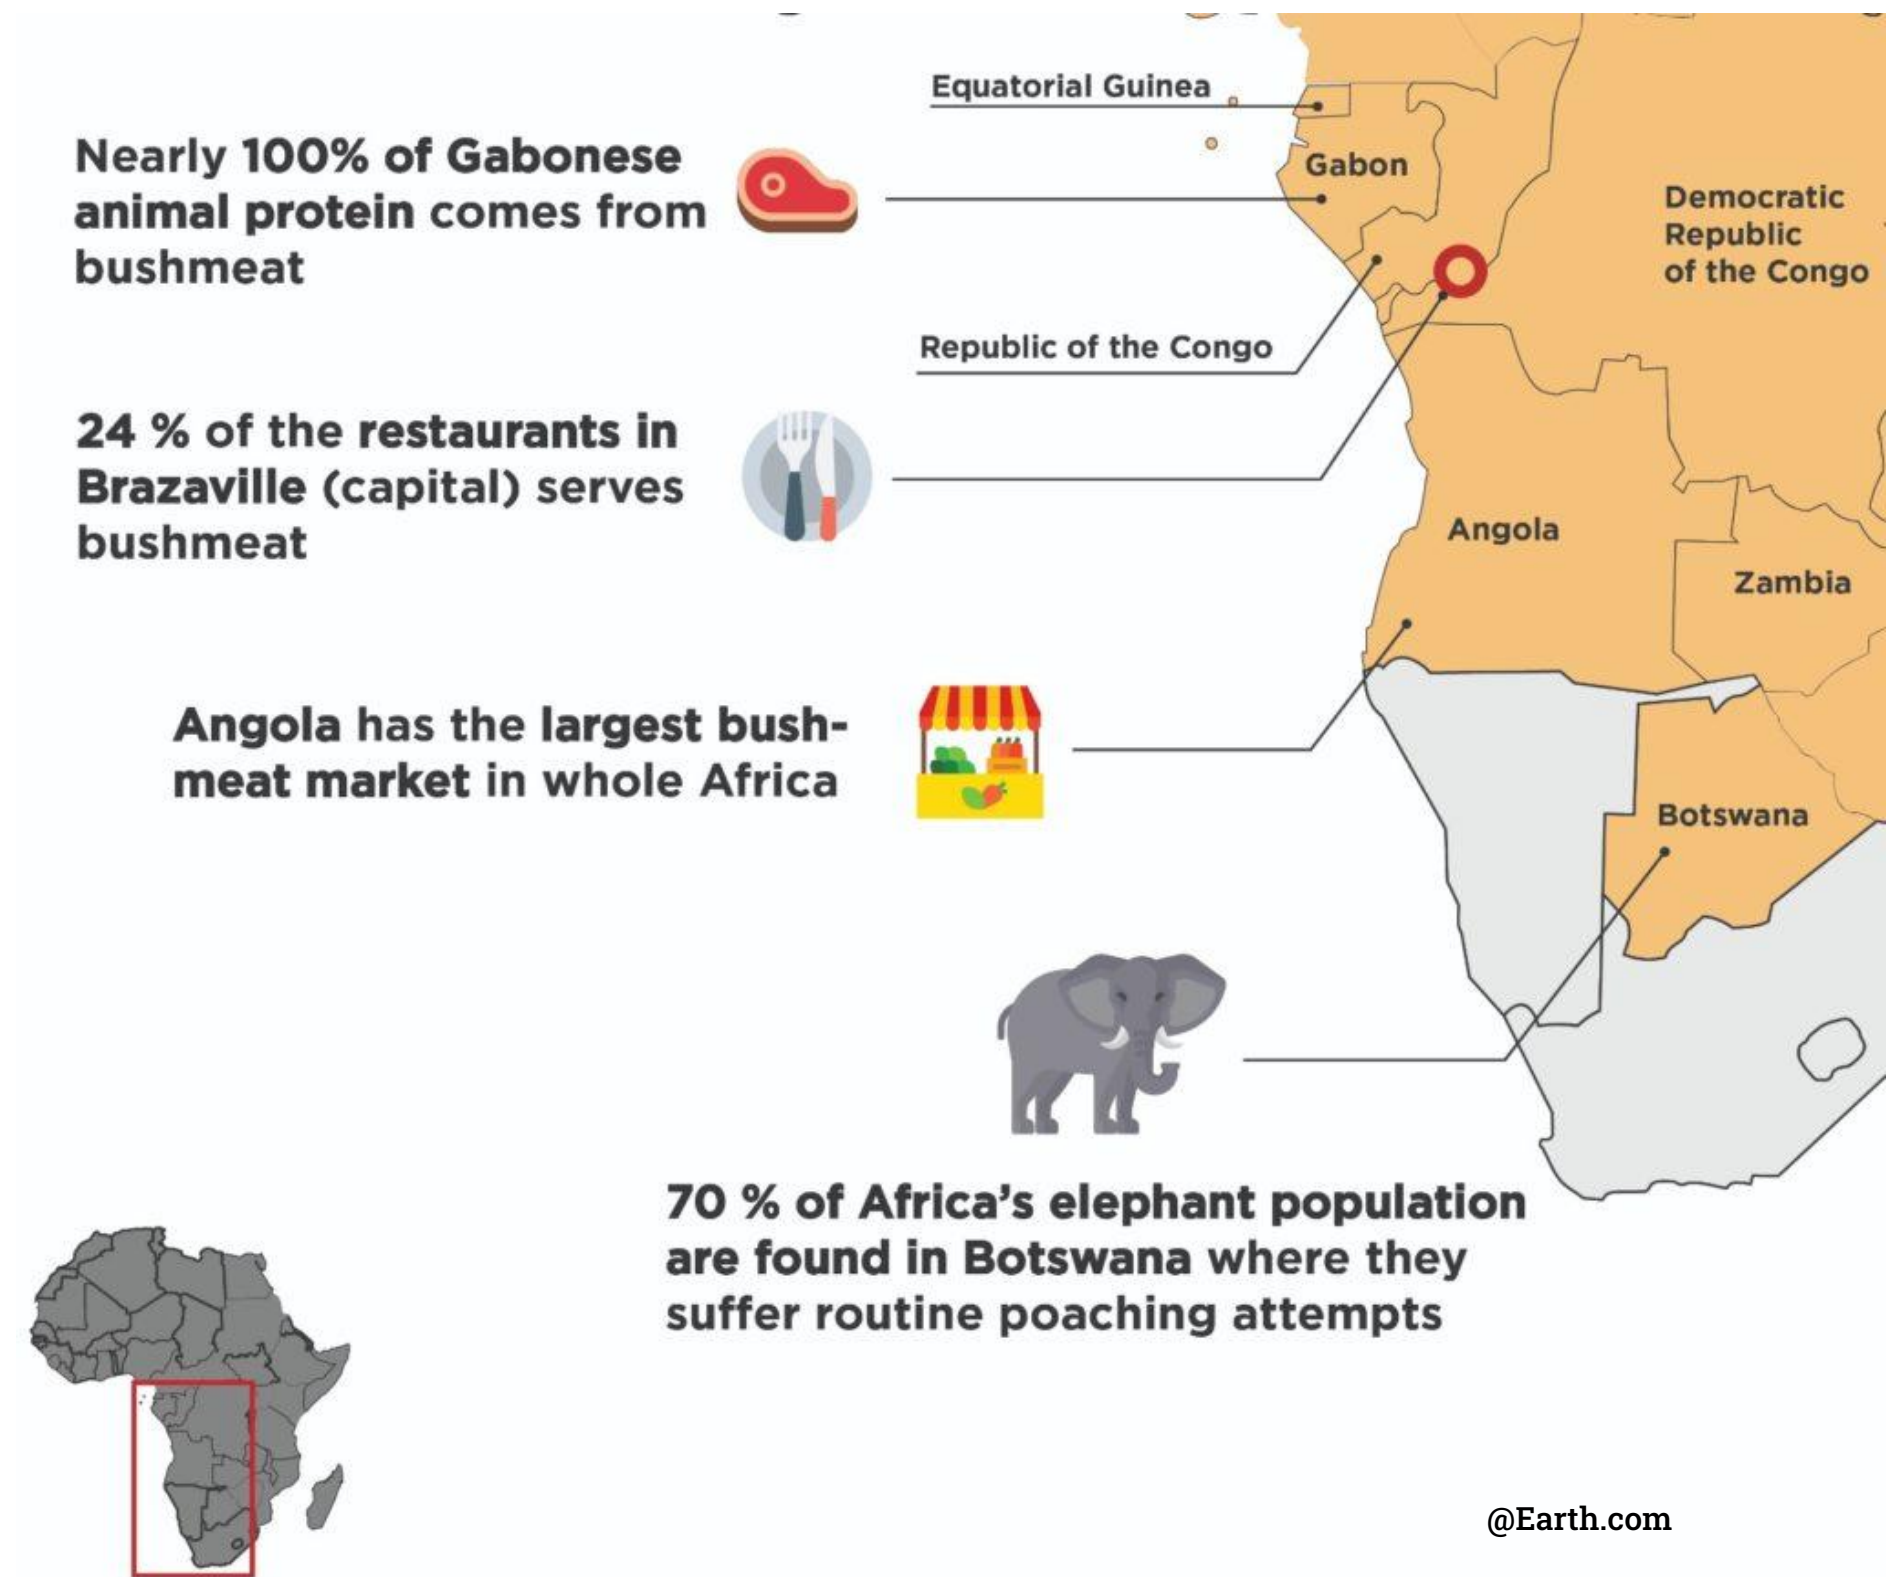 Equatorial Guinea
Nearly 100% of Gabonese
animal protein comes from
bushmeat
Gabon
Democratic
Republic
of the Congo
Republic of the Congo
24 % of the restaurants in
Brazaville (capital) serves
bushmeat
Angola
Zambia
Angola has the largest bush-
meat market in whole Africa
Botswana
70 % of Africa's elephant population
are found in Botswana where they
suffer routine poaching attempts
@Earth.com